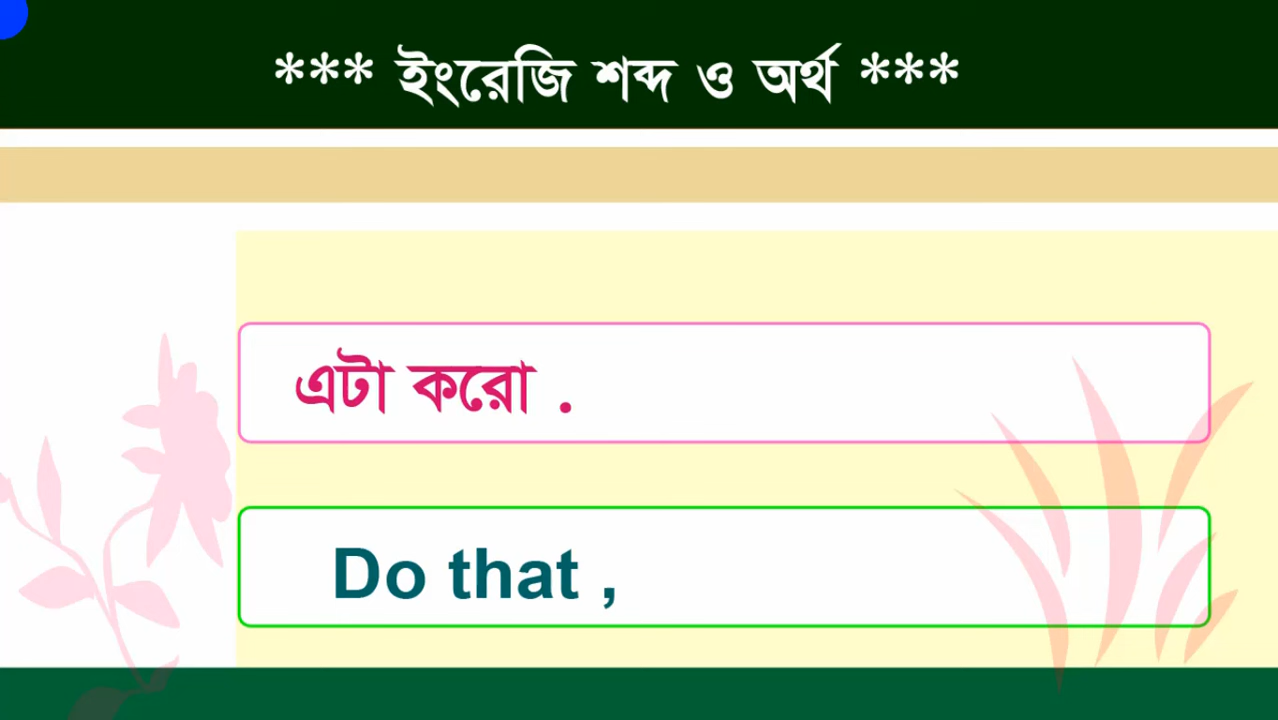 *** ইংরেজি শব্দ ও অর্থ ***
এটা করো .
Do that ,